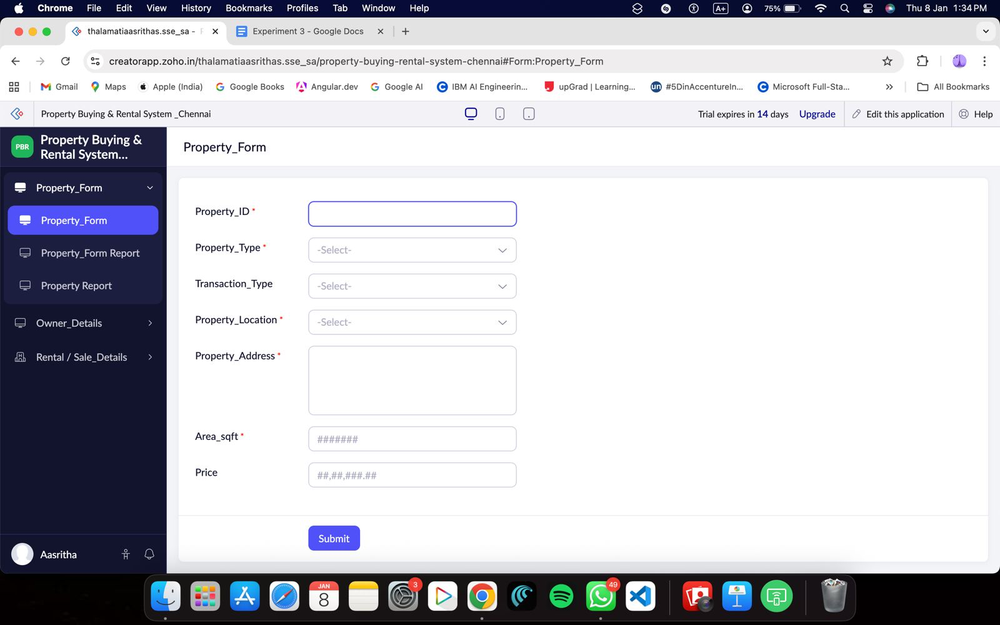 Chrome File Edit View History Bookmarks Profiles Tab Window Help A+ 75% Thu 8 Jan 1:34 PM
thalamatiaasrithas.sse_sa - Experiment 3 - Google Docs
creatorapp.zoho.in/thalamatiaasrithas.sse_sa/property-buying-rental-system-chennai#Form:Property_Form
Gmail Maps Apple (India) Google Books Angular.dev Google AI IBM AI Engineerin... upGrad | Learning... un #5DinAccentureIn... Microsoft Full-Sta... All Bookmarks
Property Buying & Rental System _Chennai Trial expires in 14 days Upgrade Edit this application Help
PBR Property Buying &
Rental System...
Property_Form
Property_Form
Property_Form
Property_Form Report
Property Report
Owner_Details
Rental / Sale_Details
Property_ID *
Property_Type * -Select-
Transaction_Type -Select-
Property_Location * -Select-
Property_Address *
Area_sqft * #######
Price ##,##,###.##
Submit
Aasritha
JAN
8
3
49